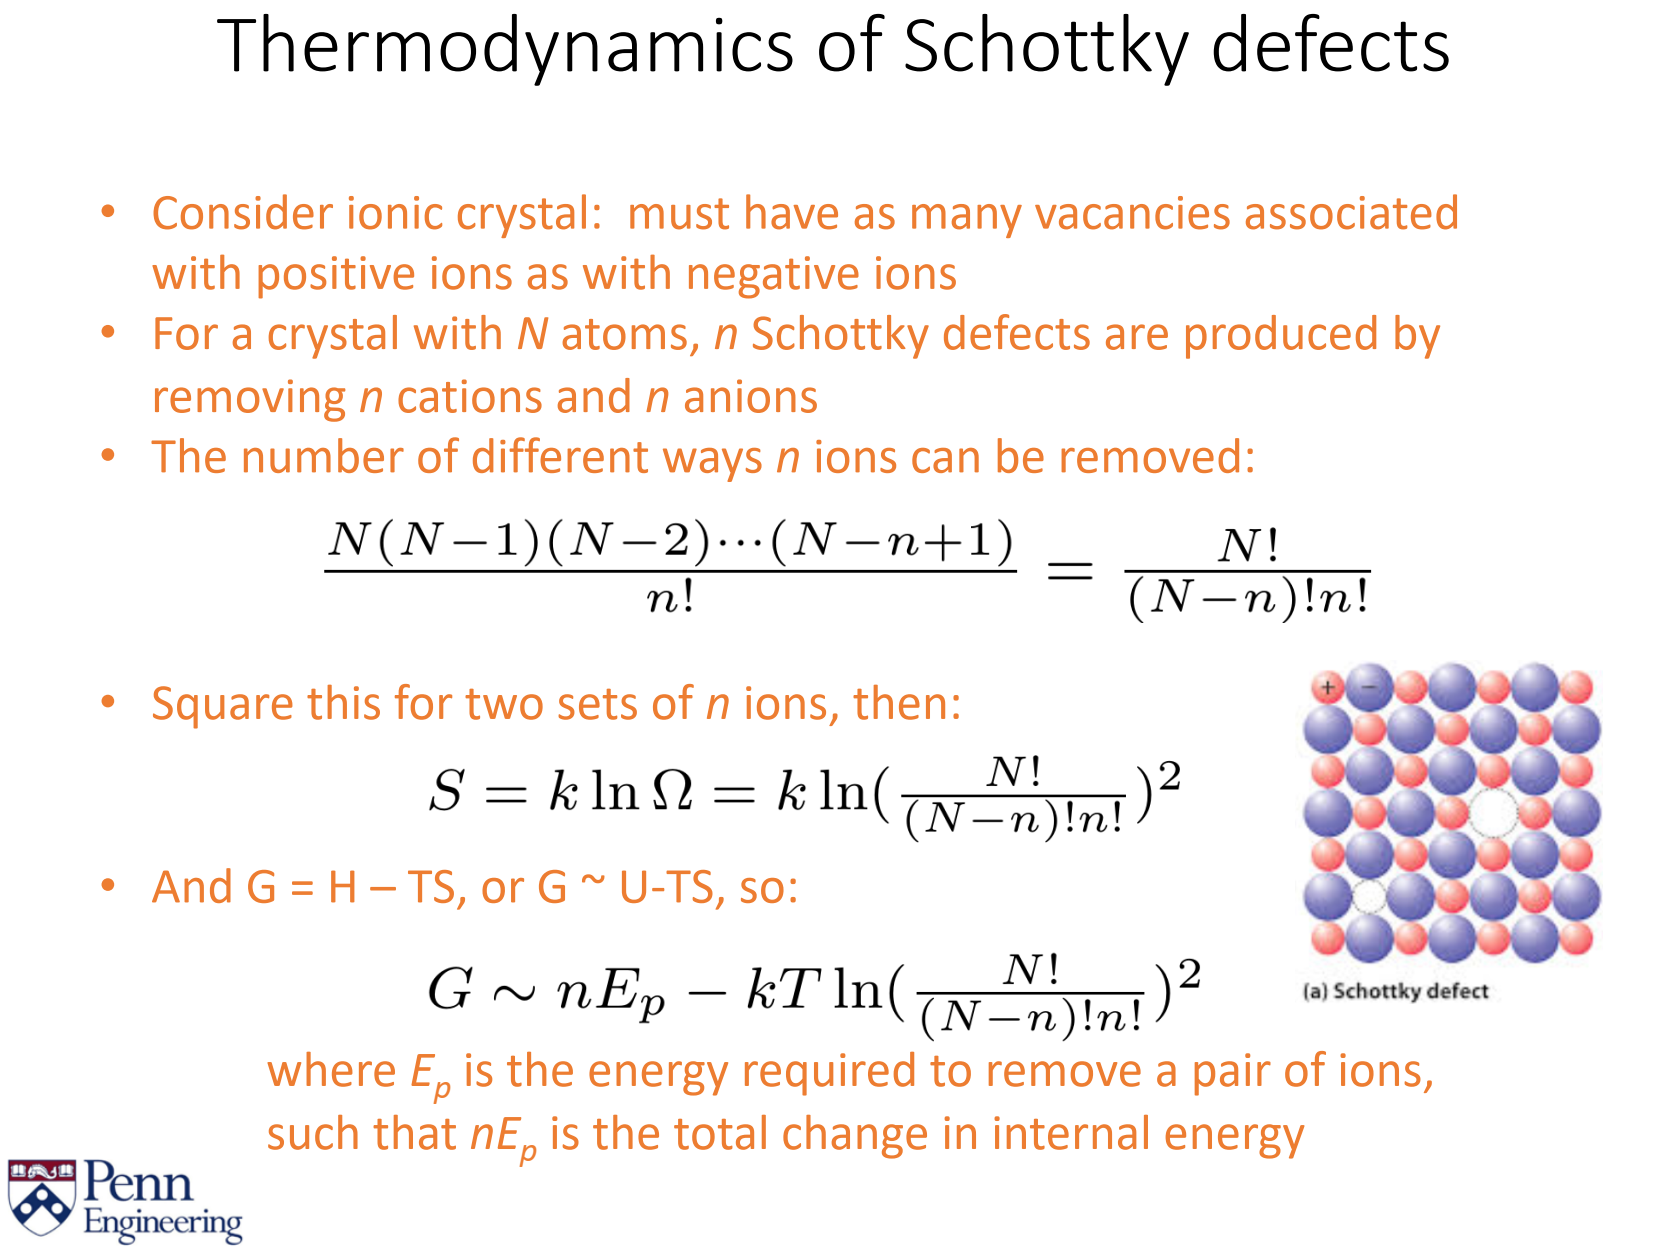 Thermodynamics of Schottky defects
• Consider ionic crystal:  must have as many vacancies associated
with positive ions as with negative ions
• For a crystal with N atoms, n Schottky defects are produced by
removing n cations and n anions
• The number of different ways n ions can be removed:
\frac{N(N-1)(N-2)\cdots(N-n+1)}{n!} = \frac{N!}{(N-n)!n!}
• Square this for two sets of n ions, then:
+ −
S = k \ln \Omega = k \ln(\frac{N!}{(N-n)!n!})^2
• And G = H – TS, or G ~ U-TS, so:
G \sim nE_p - kT \ln(\frac{N!}{(N-n)!n!})^2
(a) Schottky defect
where E_p is the energy required to remove a pair of ions,
such that nE_p is the total change in internal energy
Penn
Engineering